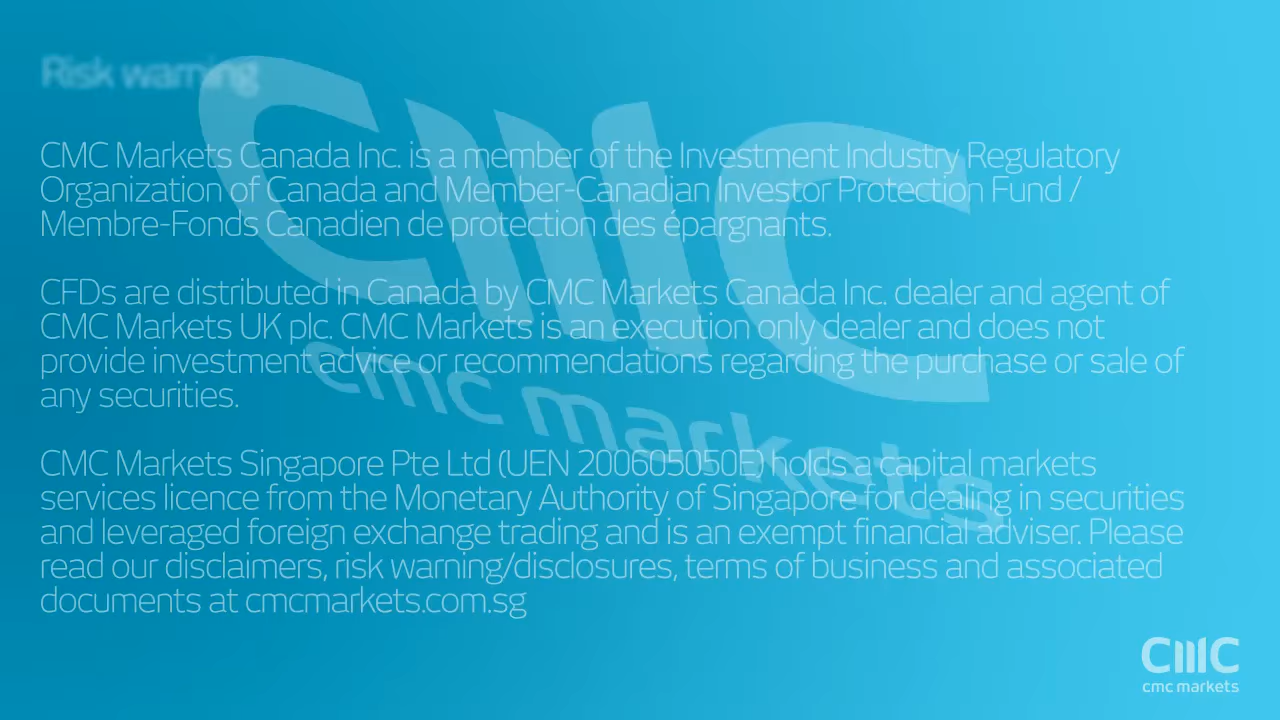 Risk warning
CMC Markets Canada Inc. is a member of the Investment Industry Regulatory
Organization of Canada and Member-Canadian Investor Protection Fund /
Membre-Fonds Canadien de protection des épargnants.
CFDs are distributed in Canada by CMC Markets Canada Inc. dealer and agent of
CMC Markets UK plc. CMC Markets is an execution only dealer and does not
provide investment advice or recommendations regarding the purchase or sale of
any securities.
CMC Markets Singapore Pte Ltd (UEN 200605050E) holds a capital markets
services licence from the Monetary Authority of Singapore for dealing in securities
and leveraged foreign exchange trading and is an exempt financial adviser. Please
read our disclaimers, risk warning/disclosures, terms of business and associated
documents at cmcmarkets.com.sg
CMC
cmc markets
CMC
cmc markets